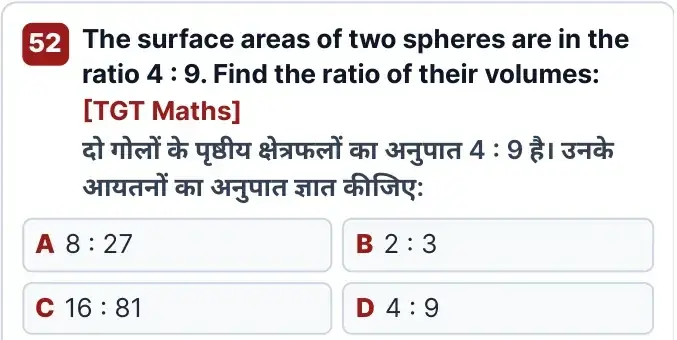 52 The surface areas of two spheres are in the
ratio 4 : 9. Find the ratio of their volumes:
[TGT Maths]
दो गोलों के पृष्ठीय क्षेत्रफलों का अनुपात 4 : 9 है। उनके
आयतनों का अनुपात ज्ञात कीजिए:
A 8 : 27 B 2 : 3
C 16 : 81 D 4 : 9